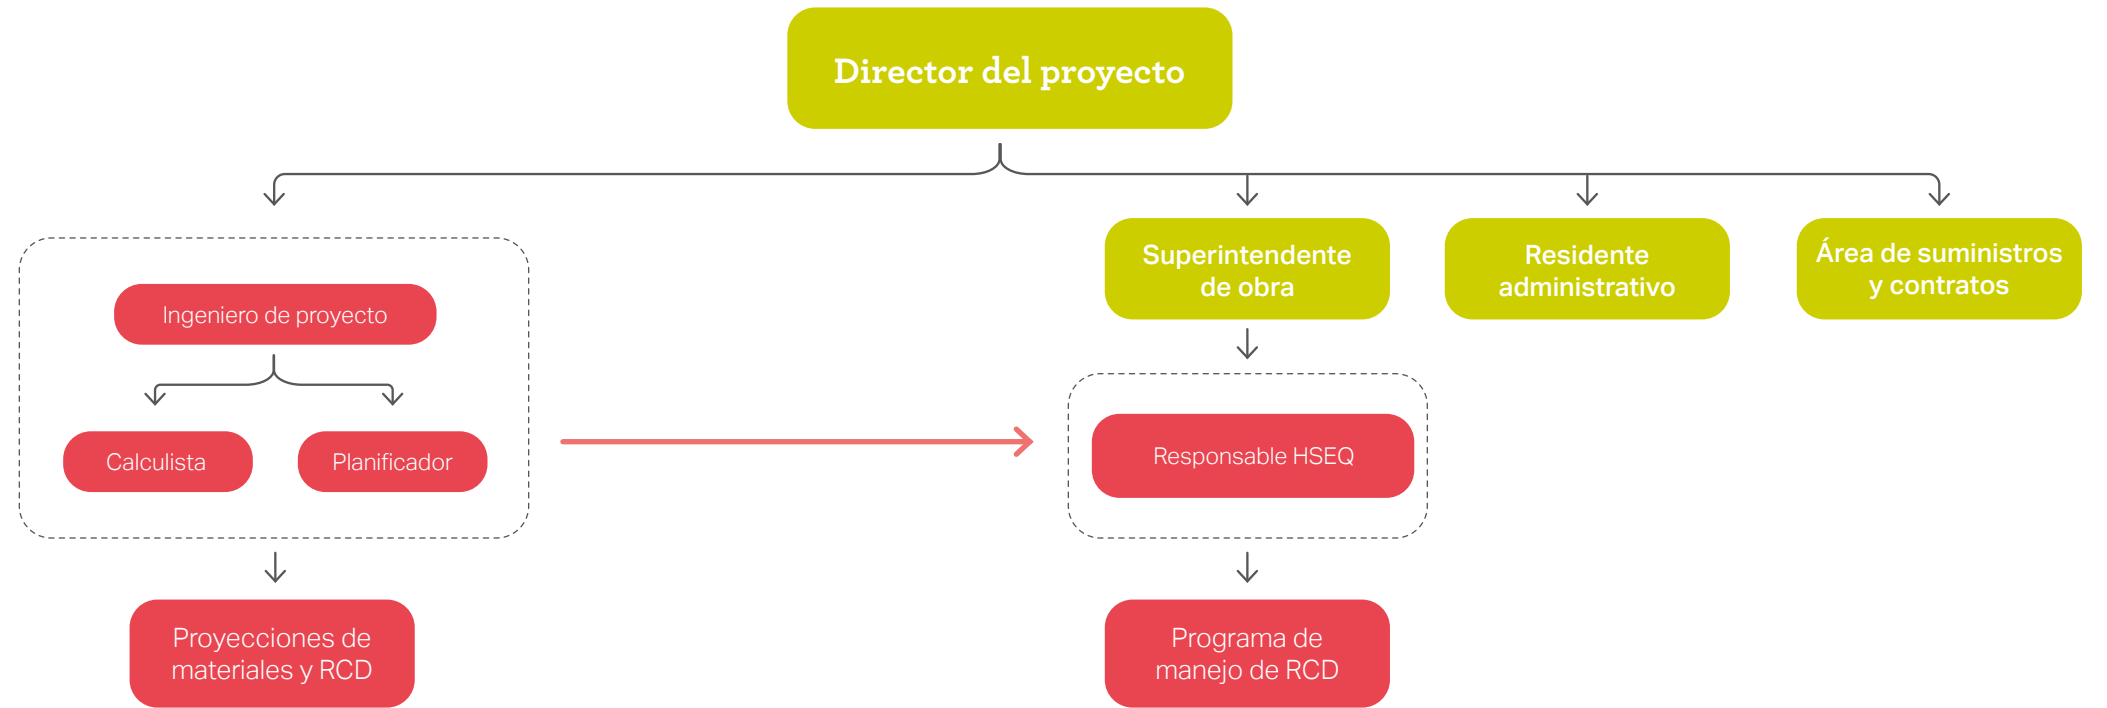 Director del proyecto
Superintendente
de obra
Residente
administrativo
Área de suministros
y contratos
Ingeniero de proyecto
Calculista
Planificador
Responsable HSEQ
Proyecciones de
materiales y RCD
Programa de
manejo de RCD